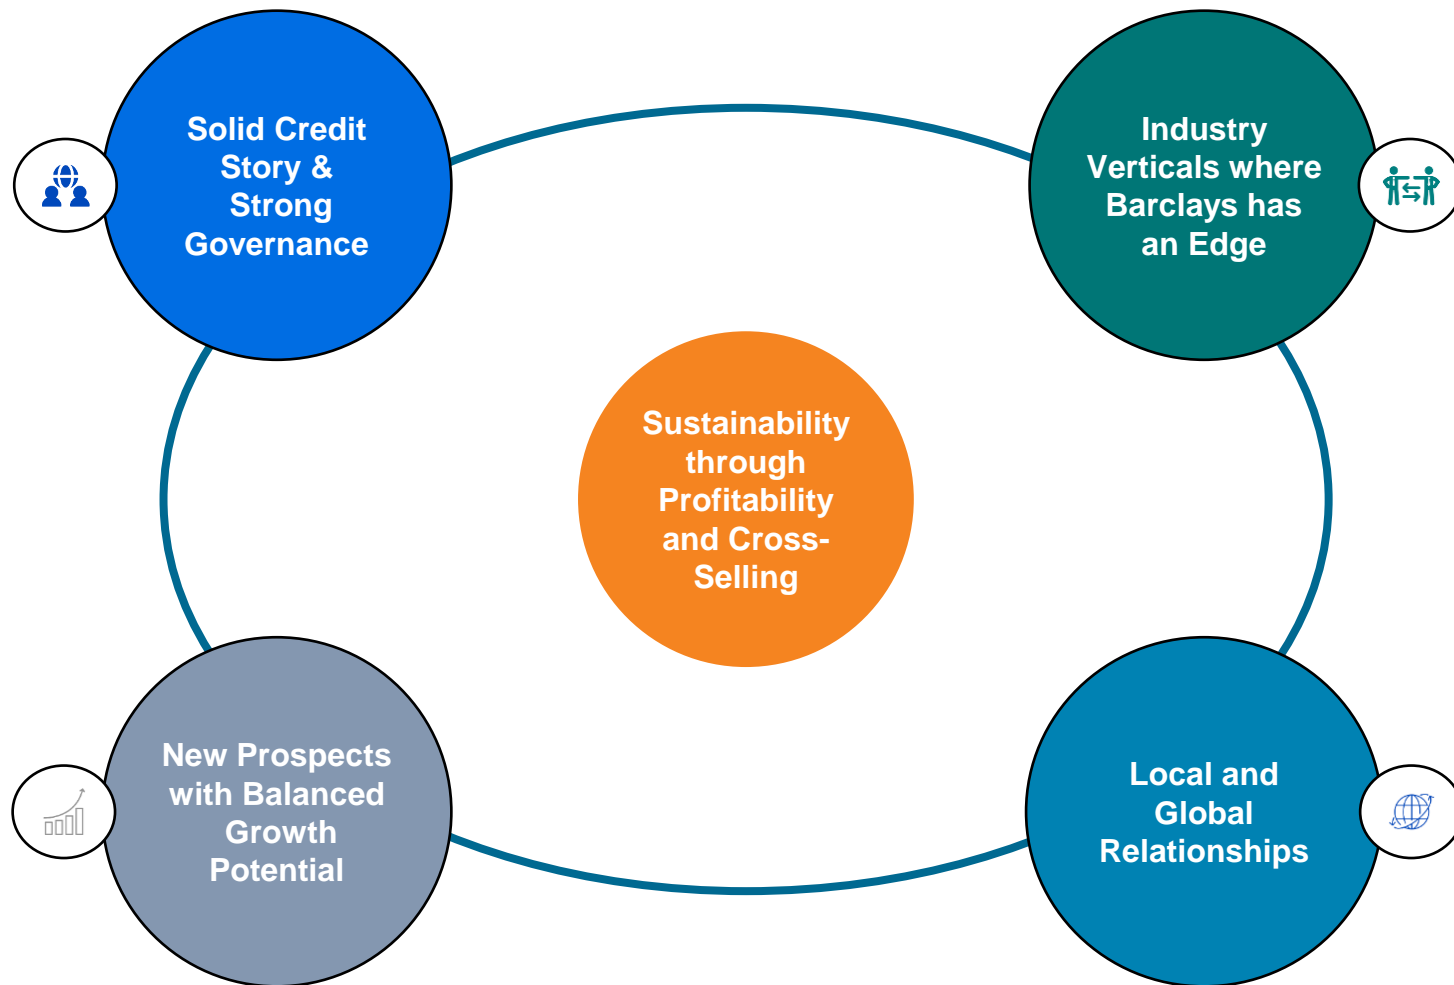 Solid Credit
Story &
Strong
Governance
Industry
Verticals where
Barclays has
an Edge
Sustainability
through
Profitability
and Cross-
Selling
New Prospects
with Balanced
Growth
Potential
Local and
Global
Relationships